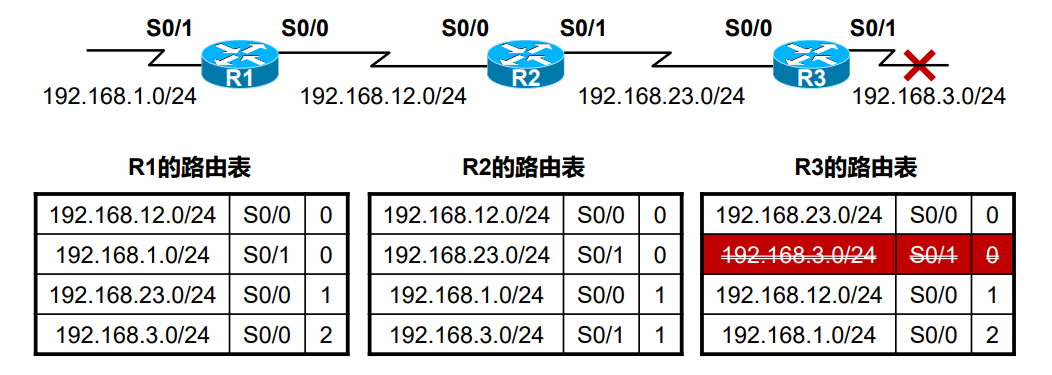 S0/1 S0/0 S0/0 S0/1 S0/0 S0/1
R1 R2 R3
192.168.1.0/24 192.168.12.0/24 192.168.23.0/24 192.168.3.0/24
R1的路由表 R2的路由表 R3的路由表
192.168.12.0/24 S0/0 0
192.168.1.0/24 S0/1 0
192.168.23.0/24 S0/0 1
192.168.3.0/24 S0/0 2
192.168.12.0/24 S0/0 0
192.168.23.0/24 S0/1 0
192.168.1.0/24 S0/0 1
192.168.3.0/24 S0/1 1
192.168.23.0/24 S0/0 0
192.168.3.0/24 S0/1 0
192.168.12.0/24 S0/0 1
192.168.1.0/24 S0/0 2